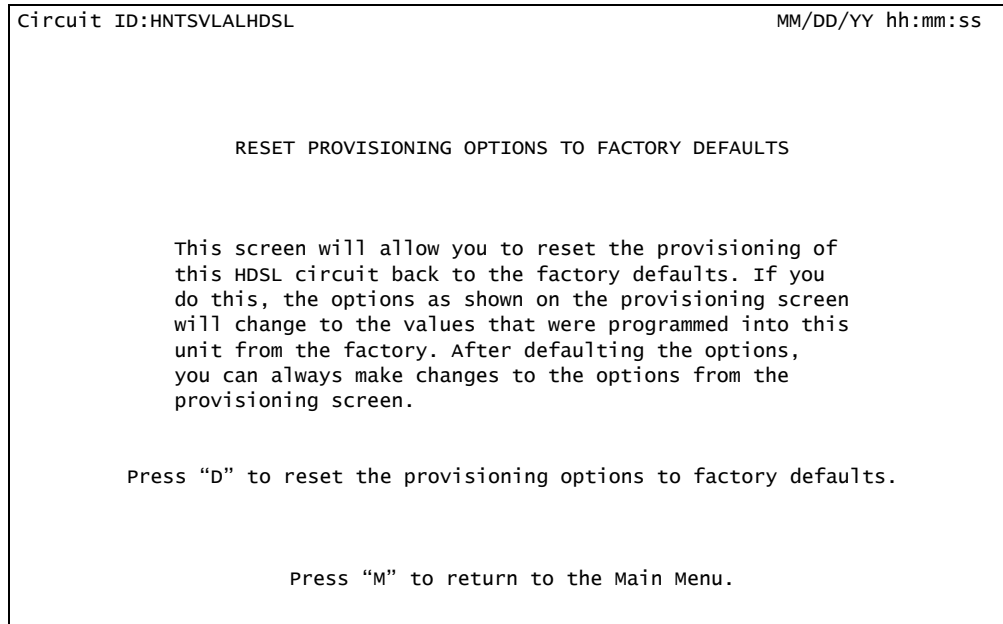 Circuit ID:HNTSVLALHDSL MM/DD/YY hh:mm:ss
RESET PROVISIONING OPTIONS TO FACTORY DEFAULTS
This screen will allow you to reset the provisioning of
this HDSL circuit back to the factory defaults. If you
do this, the options as shown on the provisioning screen
will change to the values that were programmed into this
unit from the factory. After defaulting the options,
you can always make changes to the options from the
provisioning screen.
Press “D” to reset the provisioning options to factory defaults.
Press “M” to return to the Main Menu.